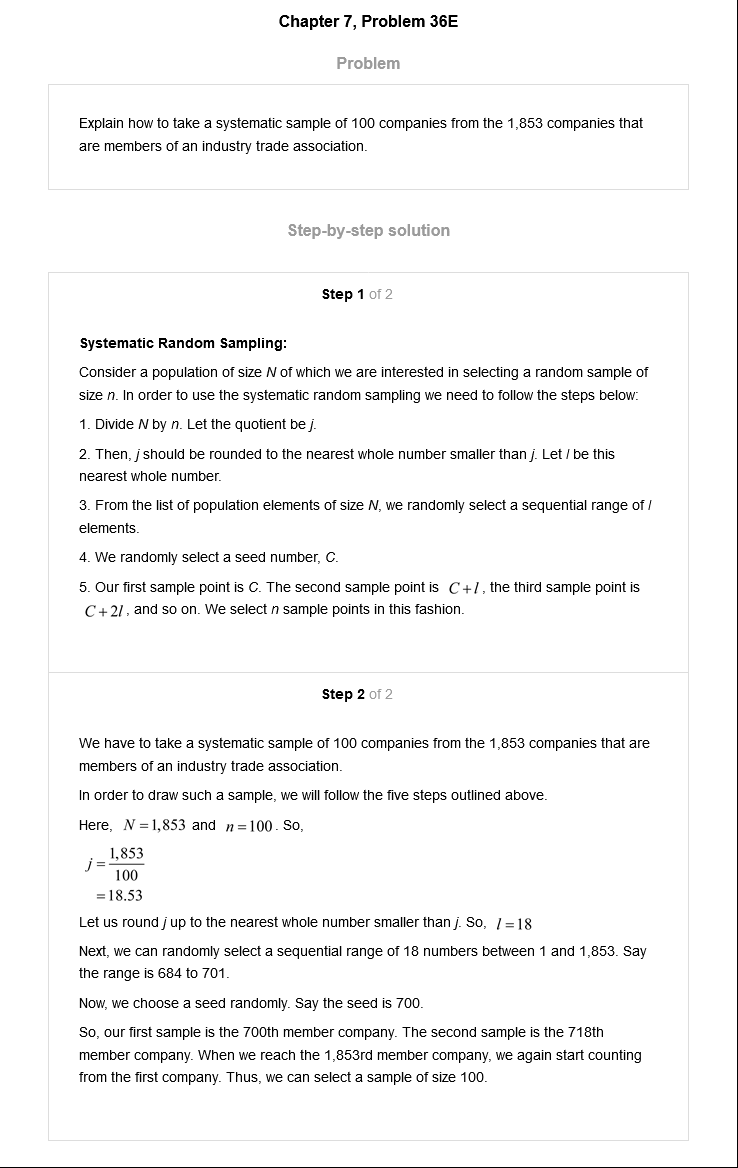 Chapter 7, Problem 36E
Problem
Explain how to take a systematic sample of 100 companies from the 1,853 companies that
are members of an industry trade association.
Step-by-step solution
Step 1 of 2
Systematic Random Sampling:
Consider a population of size N of which we are interested in selecting a random sample of
size n. In order to use the systematic random sampling we need to follow the steps below:
1. Divide N by n. Let the quotient be j.
2. Then, j should be rounded to the nearest whole number smaller than j. Let l be this
nearest whole number.
3. From the list of population elements of size N, we randomly select a sequential range of l
elements.
4. We randomly select a seed number, C.
5. Our first sample point is C. The second sample point is C+l, the third sample point is
C+2l, and so on. We select n sample points in this fashion.
Step 2 of 2
We have to take a systematic sample of 100 companies from the 1,853 companies that are
members of an industry trade association.
In order to draw such a sample, we will follow the five steps outlined above.
Here, N=1,853 and n=100. So,
j = 1,853
100
=18.53
Let us round j up to the nearest whole number smaller than j. So, l=18
Next, we can randomly select a sequential range of 18 numbers between 1 and 1,853. Say
the range is 684 to 701.
Now, we choose a seed randomly. Say the seed is 700.
So, our first sample is the 700th member company. The second sample is the 718th
member company. When we reach the 1,853rd member company, we again start counting
from the first company. Thus, we can select a sample of size 100.